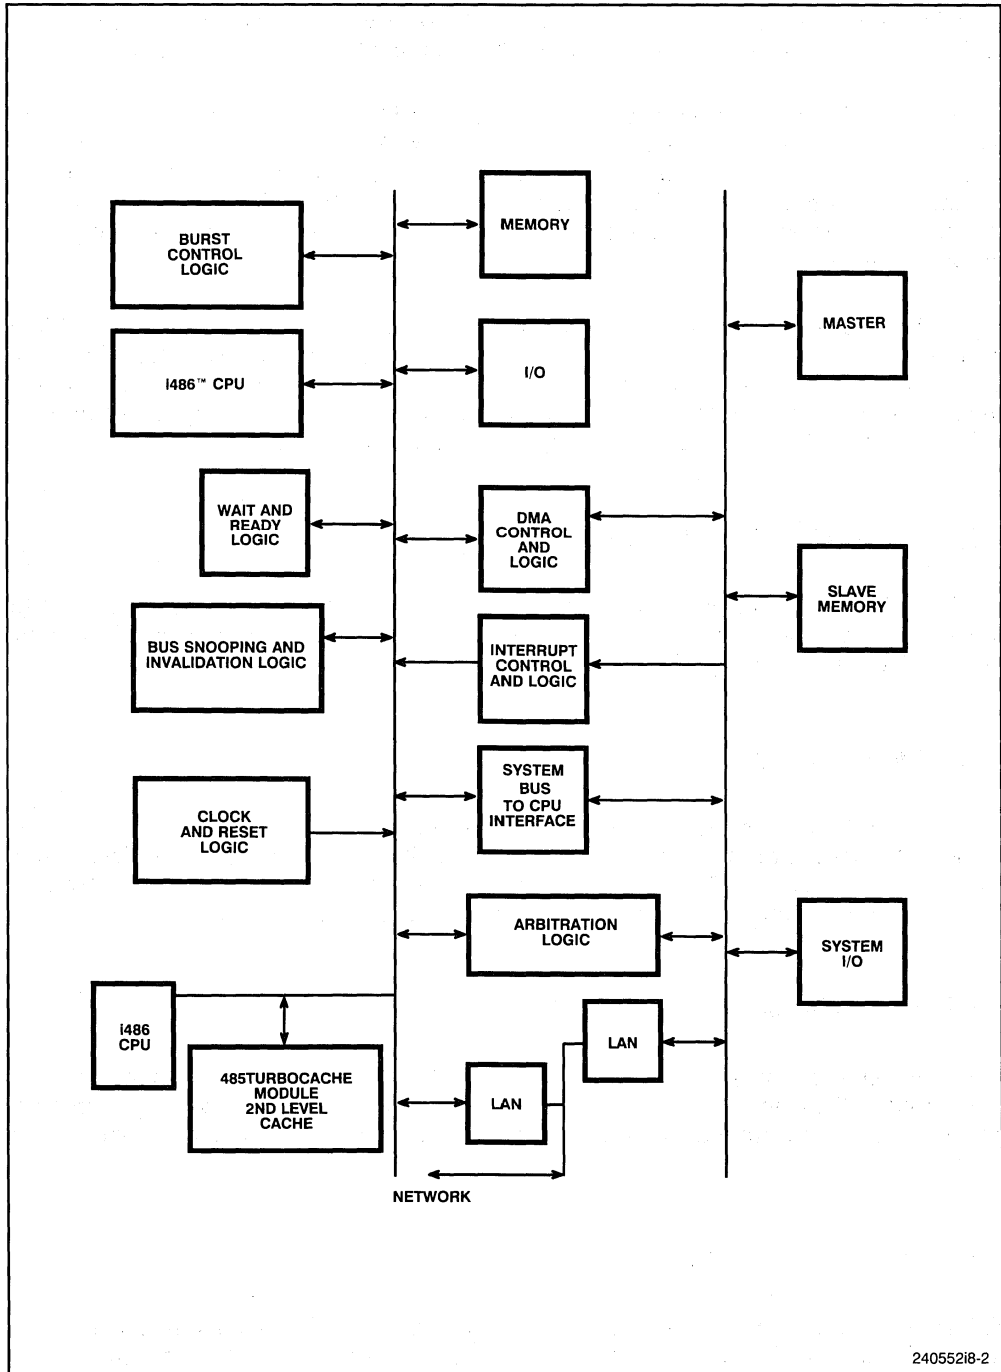 MEMORY
BURST
CONTROL
LOGIC
MASTER
I/O
i486™ CPU
WAIT AND
READY
LOGIC
DMA
CONTROL
AND
LOGIC
SLAVE
MEMORY
BUS SNOOPING AND
INVALIDATION LOGIC
INTERRUPT
CONTROL
AND LOGIC
SYSTEM
BUS
TO CPU
INTERFACE
CLOCK
AND RESET
LOGIC
ARBITRATION
LOGIC
SYSTEM
I/O
i486
CPU
LAN
485TURBOCACHE
MODULE
2ND LEVEL
CACHE
LAN
NETWORK
240552i8-2